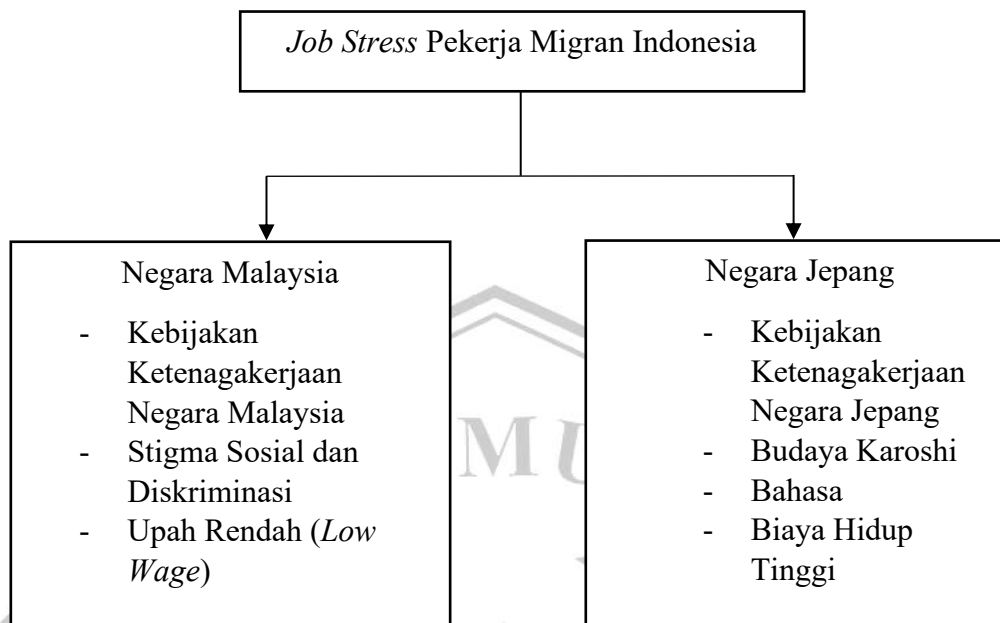 Job Stress Pekerja Migran Indonesia
Negara Malaysia
- Kebijakan
Ketenagakerjaan
Negara Malaysia
- Stigma Sosial dan
Diskriminasi
- Upah Rendah (Low
Wage)
Negara Jepang
- Kebijakan
Ketenagakerjaan
Negara Jepang
- Budaya Karoshi
- Bahasa
- Biaya Hidup
Tinggi